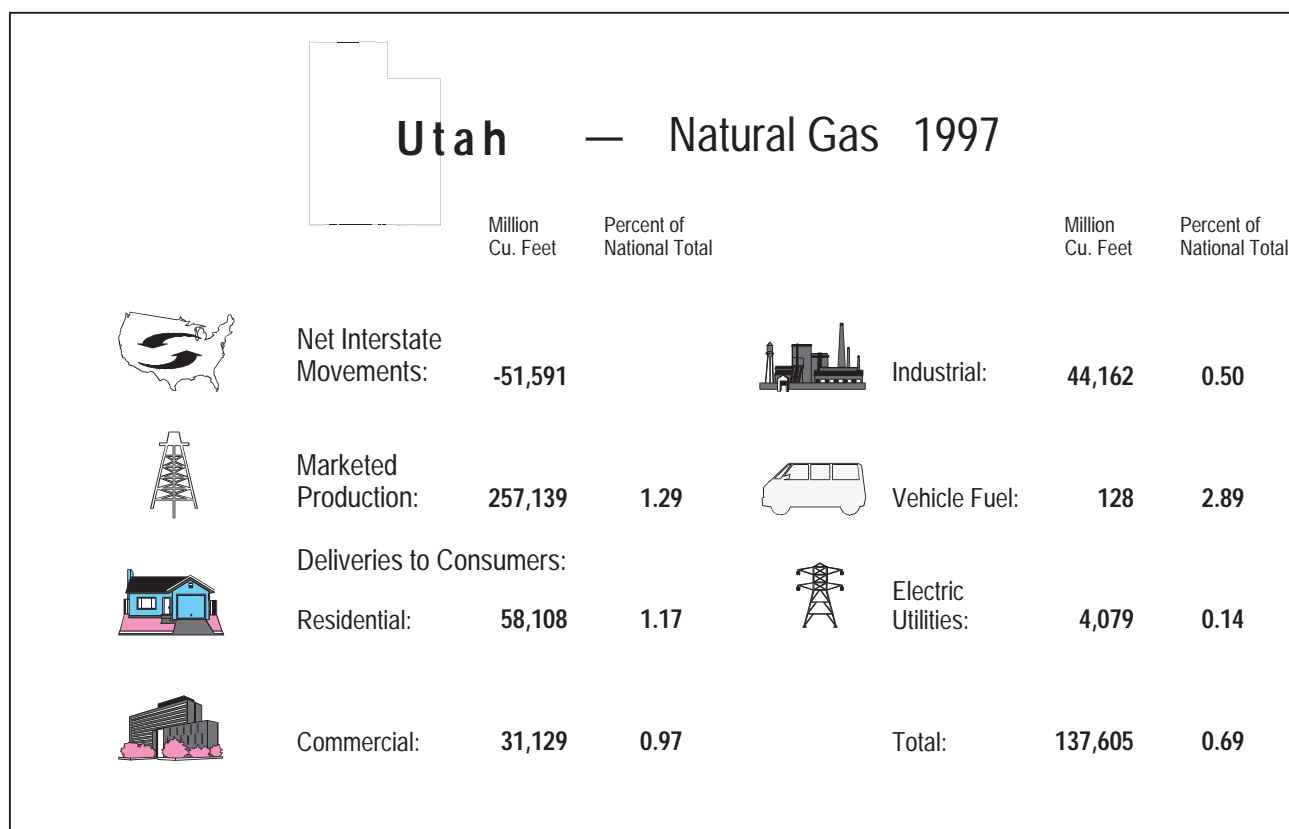 Utah — Natural Gas 1997
Million Cu. Feet
Percent of National Total
Million Cu. Feet
Percent of National Total
Net Interstate
Movements: -51,591
Marketed
Production: 257,139 1.29
Deliveries to Consumers:
Residential: 58,108 1.17
Commercial: 31,129 0.97
Industrial: 44,162 0.50
Vehicle Fuel: 128 2.89
Electric
Utilities: 4,079 0.14
Total: 137,605 0.69